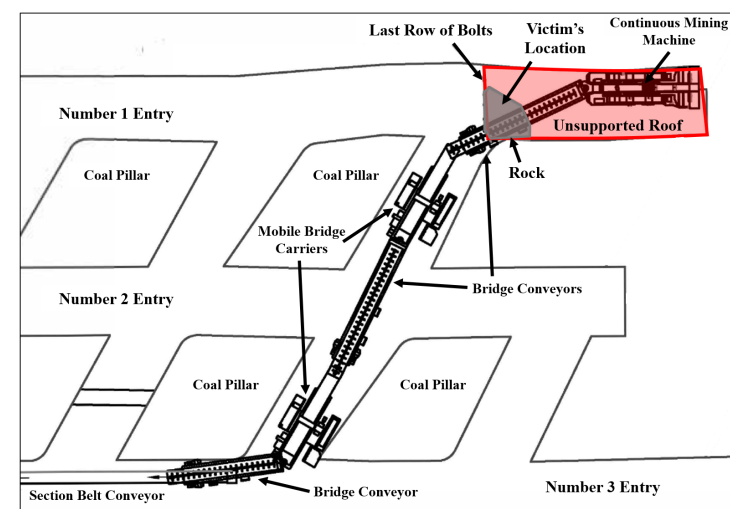 Last Row of Bolts
Victim's
Location
Continuous Mining
Machine
Number 1 Entry
Unsupported Roof
Coal Pillar
Coal Pillar
Rock
Mobile Bridge
Carriers
Number 2 Entry
Bridge Conveyors
Coal Pillar
Coal Pillar
Section Belt Conveyor
Bridge Conveyor
Number 3 Entry